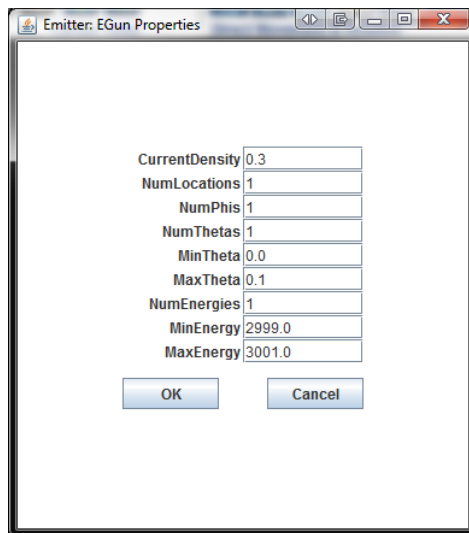 Emitter: EGun Properties
CurrentDensity 0.3
NumLocations 1
NumPhis 1
NumThetas 1
MinTheta 0.0
MaxTheta 0.1
NumEnergies 1
MinEnergy 2999.0
MaxEnergy 3001.0
OK Cancel